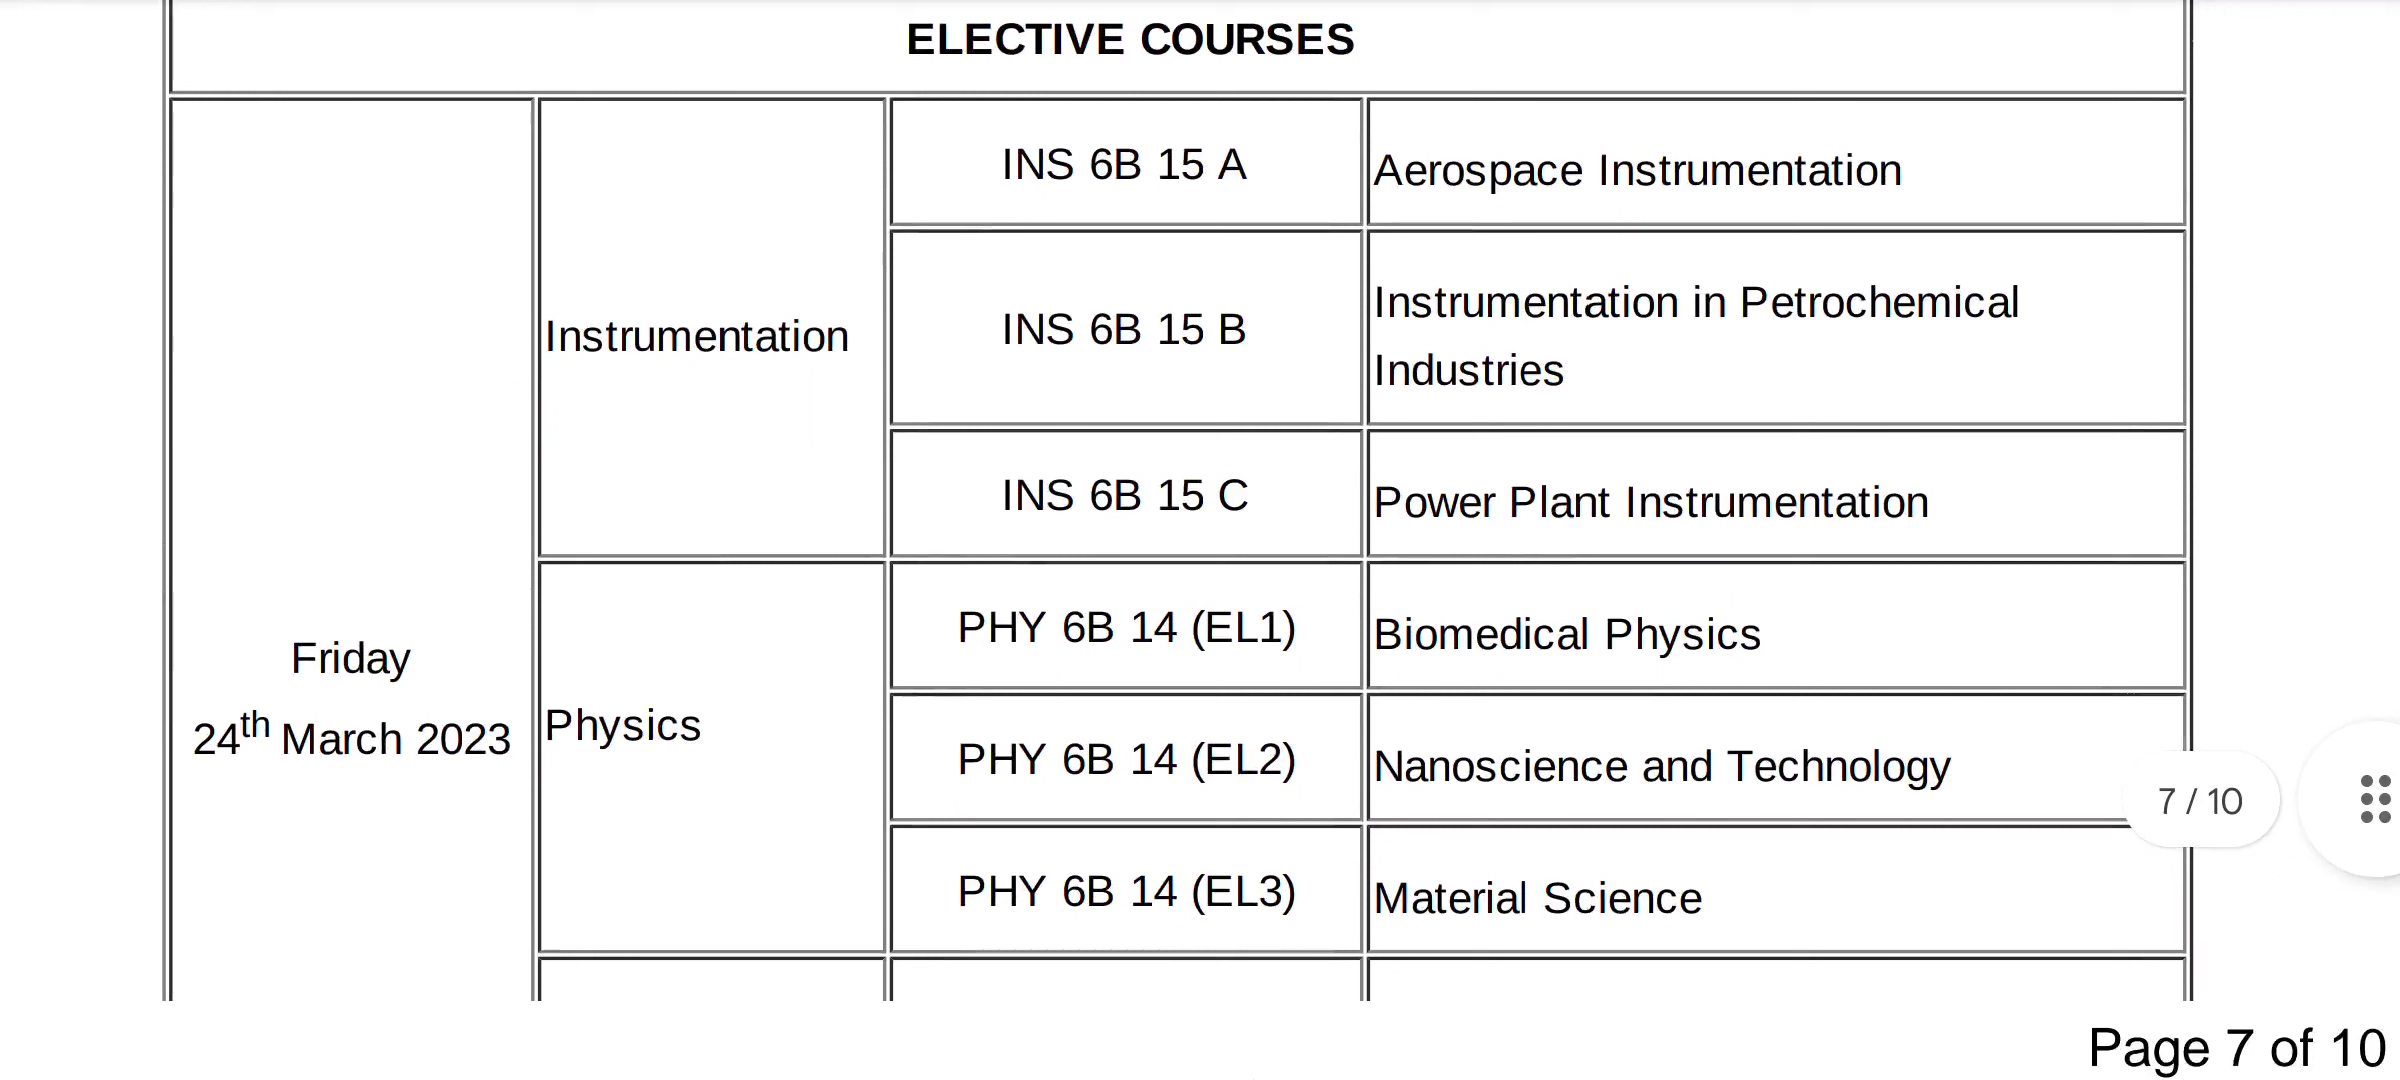 ELECTIVE COURSES
Friday
24th March 2023
Instrumentation
INS 6B 15 A
Aerospace Instrumentation
INS 6B 15 B
Instrumentation in Petrochemical
Industries
INS 6B 15 C
Power Plant Instrumentation
Physics
PHY 6B 14 (EL1)
Biomedical Physics
PHY 6B 14 (EL2)
Nanoscience and Technology
PHY 6B 14 (EL3)
Material Science
7 / 10
Page 7 of 10